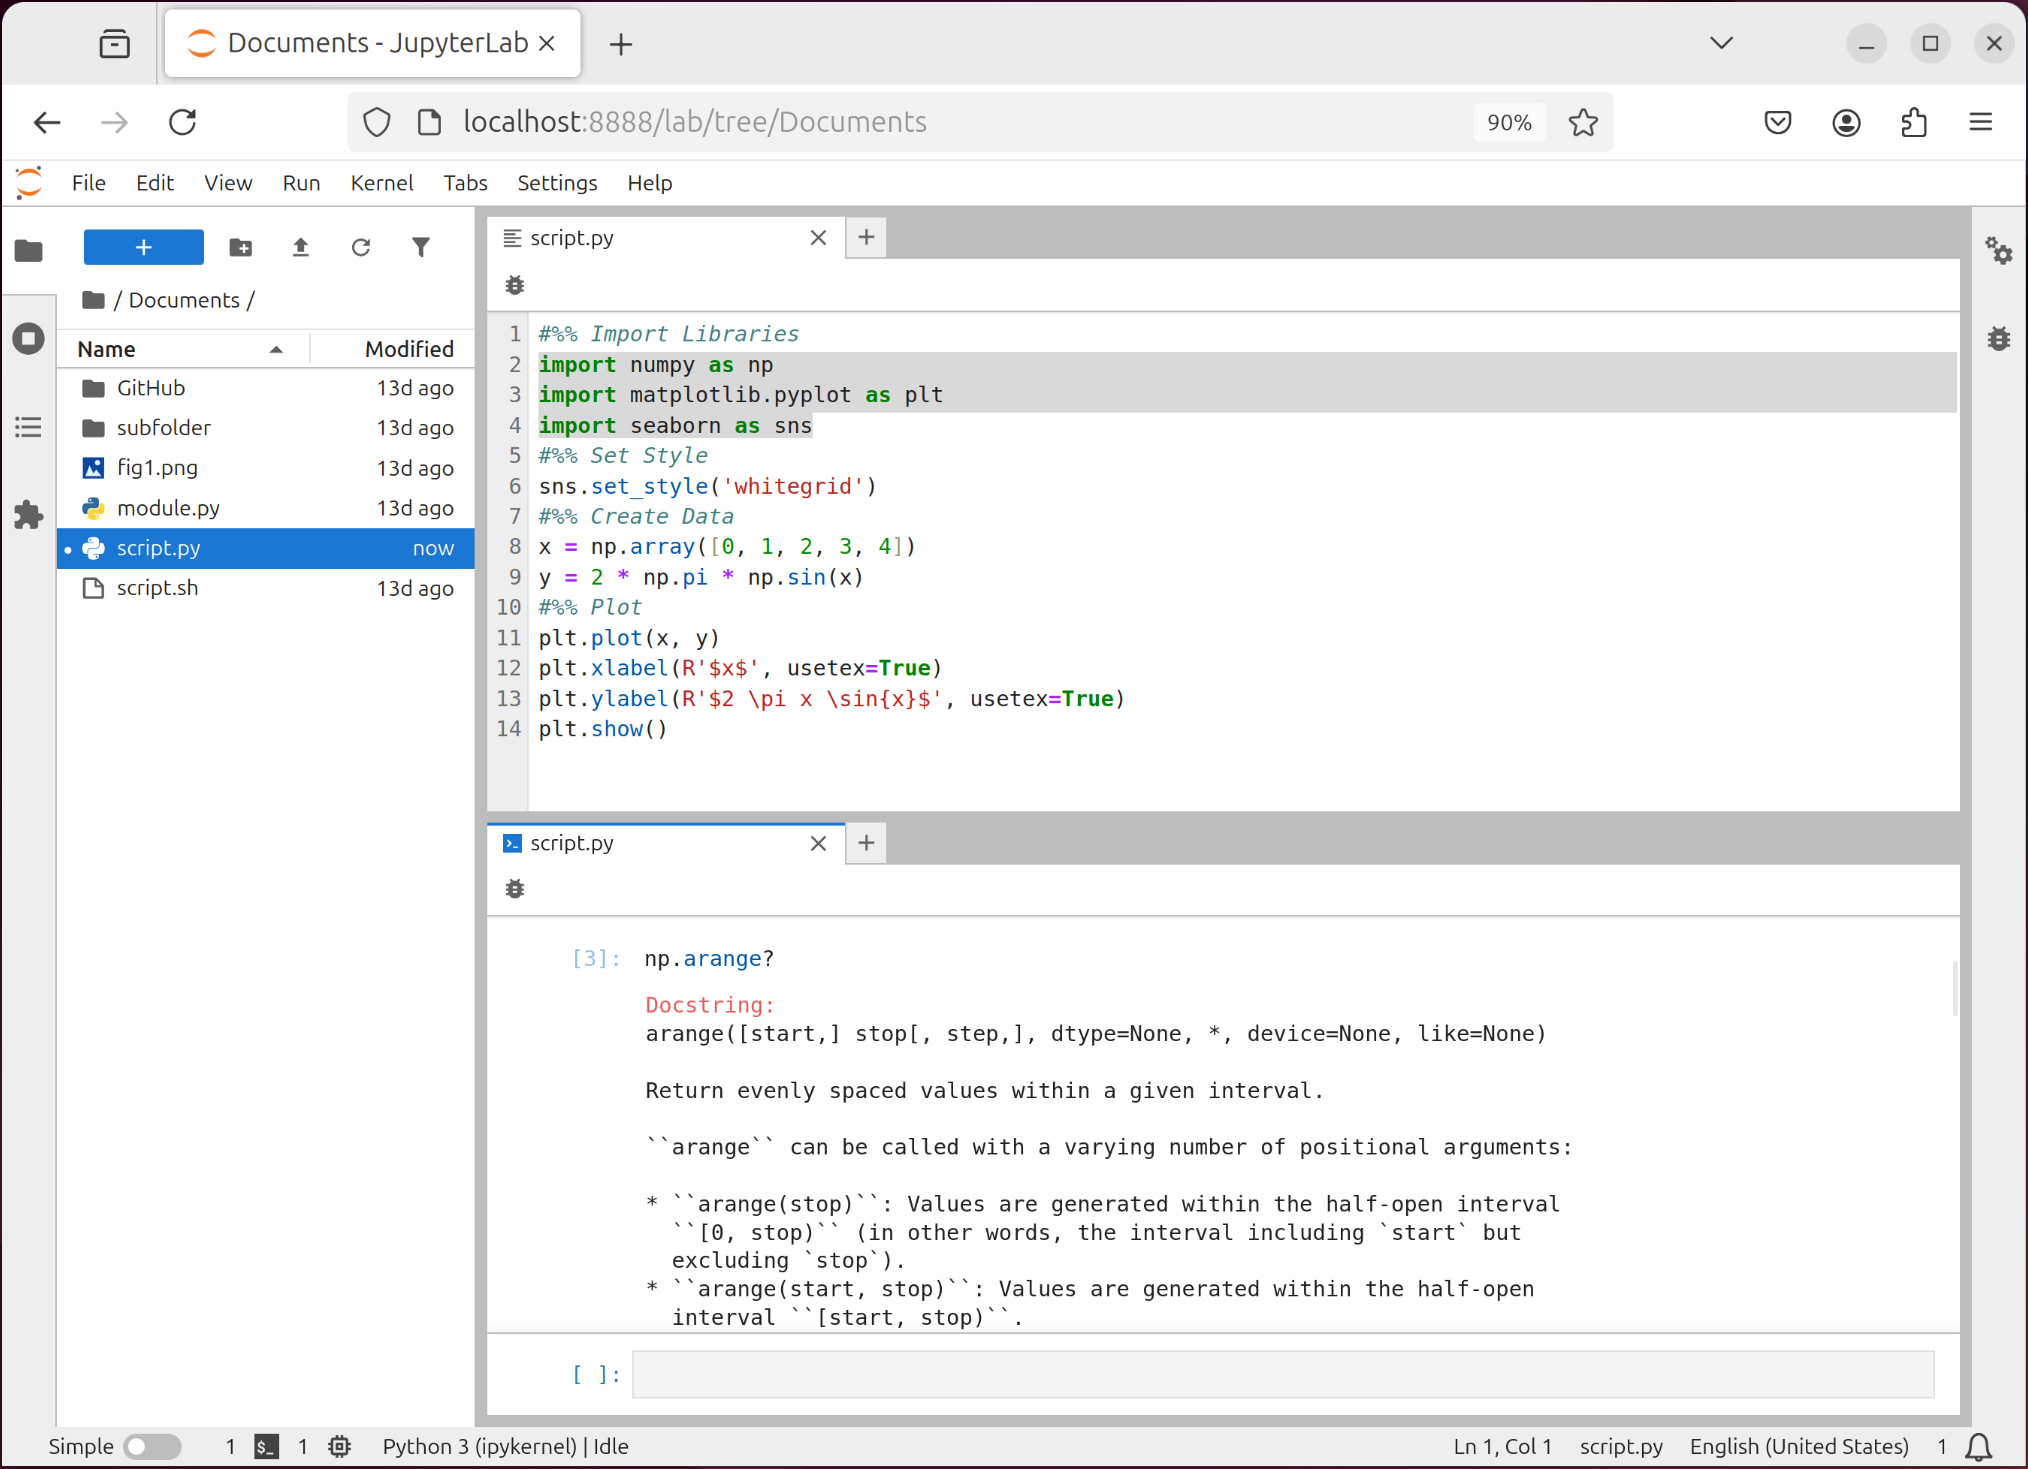 Documents - JupyterLab
localhost:8888/lab/tree/Documents
90%
File Edit View Run Kernel Tabs Settings Help
/ Documents /
Name Modified
GitHub 13d ago
subfolder 13d ago
fig1.png 13d ago
module.py 13d ago
script.py now
script.sh 13d ago
script.py
1 #%% Import Libraries
2 import numpy as np
3 import matplotlib.pyplot as plt
4 import seaborn as sns
5 #%% Set Style
6 sns.set_style('whitegrid')
7 #%% Create Data
8 x = np.array([0, 1, 2, 3, 4])
9 y = 2 * np.pi * np.sin(x)
10 #%% Plot
11 plt.plot(x, y)
12 plt.xlabel(R'$x$', usetex=True)
13 plt.ylabel(R'$2 \pi x \sin{x}$', usetex=True)
14 plt.show()
script.py
[3]: np.arange?
Docstring:
arange([start,] stop[, step,], dtype=None, *, device=None, like=None)
Return evenly spaced values within a given interval.
``arange`` can be called with a varying number of positional arguments:
* ``arange(stop)``: Values are generated within the half-open interval
``[0, stop)`` (in other words, the interval including `start` but
excluding `stop`).
* ``arange(start, stop)``: Values are generated within the half-open
interval ``[start, stop)``.
[ ]:
Simple 1 $_ 1 Python 3 (ipykernel) | Idle Ln 1, Col 1 script.py English (United States) 1